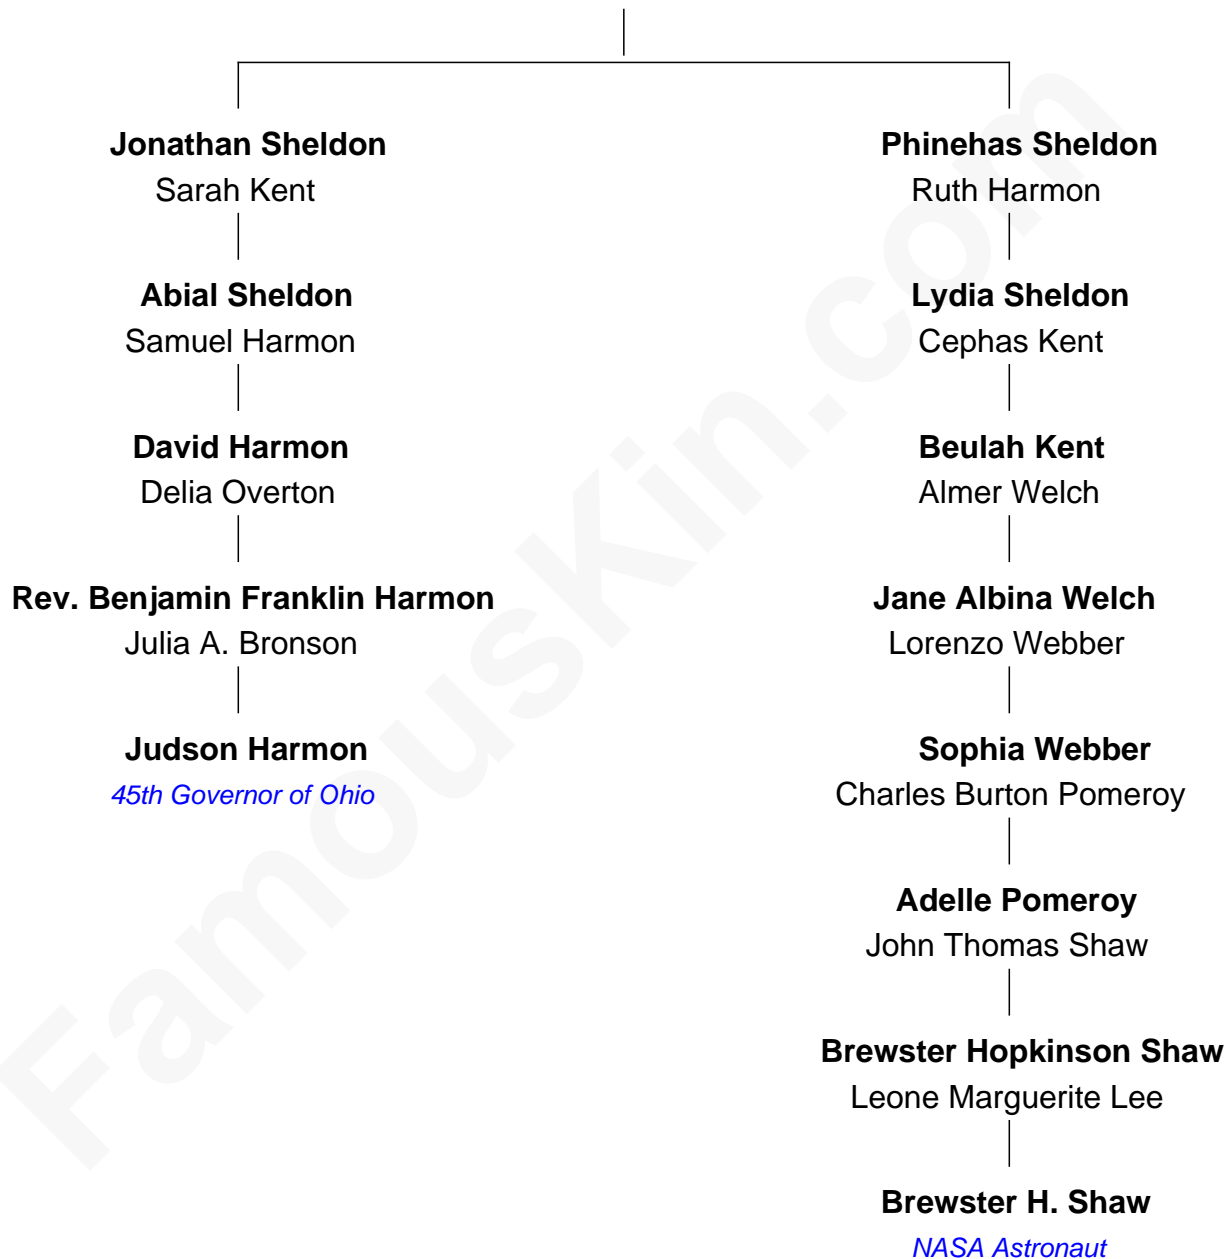 Jonathan Sheldon
Sarah Kent
Abial Sheldon
Samuel Harmon
David Harmon
Delia Overton
Rev. Benjamin Franklin Harmon
Julia A. Bronson
Judson Harmon
45th Governor of Ohio
Phinehas Sheldon
Ruth Harmon
Lydia Sheldon
Cephas Kent
Beulah Kent
Almer Welch
Jane Albina Welch
Lorenzo Webber
Sophia Webber
Charles Burton Pomeroy
Adelle Pomeroy
John Thomas Shaw
Brewster Hopkinson Shaw
Leone Marguerite Lee
Brewster H. Shaw
NASA Astronaut
FamousKin.com